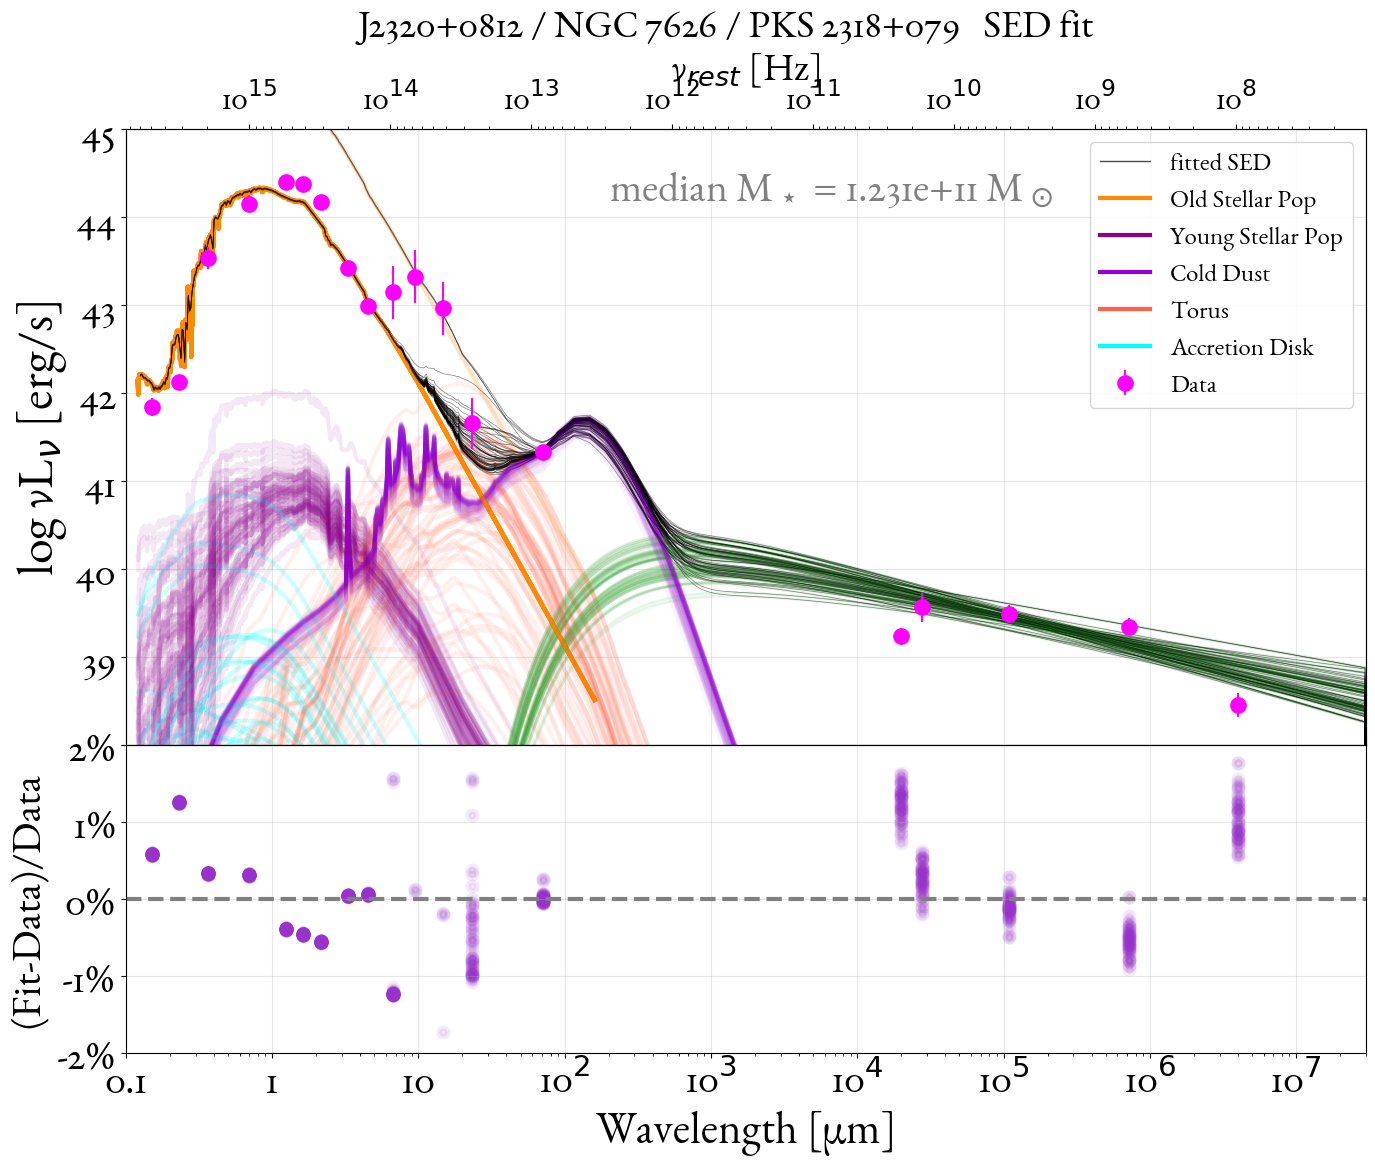 J2320+0812 / NGC 7626 / PKS 2318+079 SED fit
ν_rest [Hz]
10^15 10^14 10^13 10^12 10^11 10^10 10^9 10^8
45
44
43
42
41
40
39
log νL_ν [erg/s]
median M_⋆ = 1.231e+11 M_⊙
fitted SED
Old Stellar Pop
Young Stellar Pop
Cold Dust
Torus
Accretion Disk
Data
2%
1%
0%
-1%
-2%
(Fit-Data)/Data
0.1 1 10 10^2 10^3 10^4 10^5 10^6 10^7
Wavelength [μm]